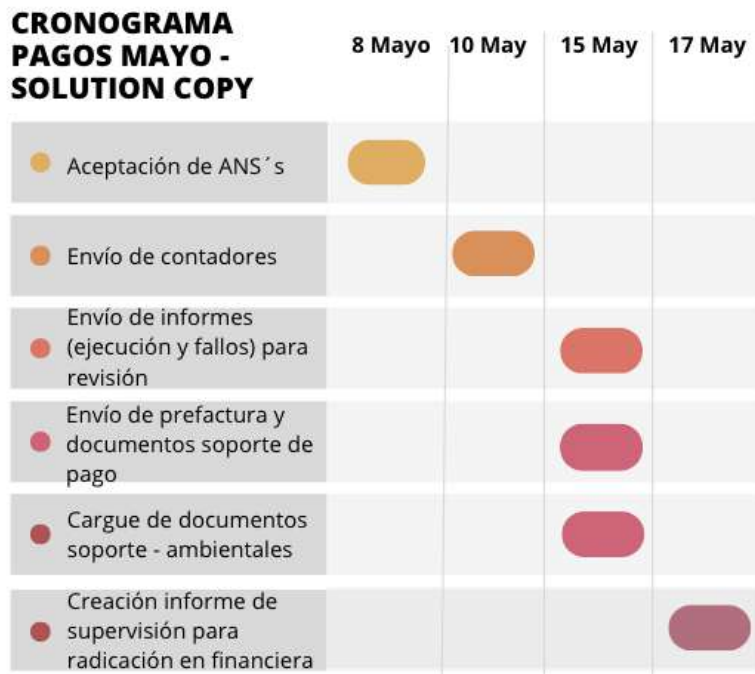 CRONOGRAMA
PAGOS MAYO -
SOLUTION COPY
8 Mayo
10 May
15 May
17 May
Aceptación de ANS´s
Envío de contadores
Envío de informes
(ejecución y fallos) para
revisión
Envío de prefactura y
documentos soporte de
pago
Cargue de documentos
soporte - ambientales
Creación informe de
supervisión para
radicación en financiera